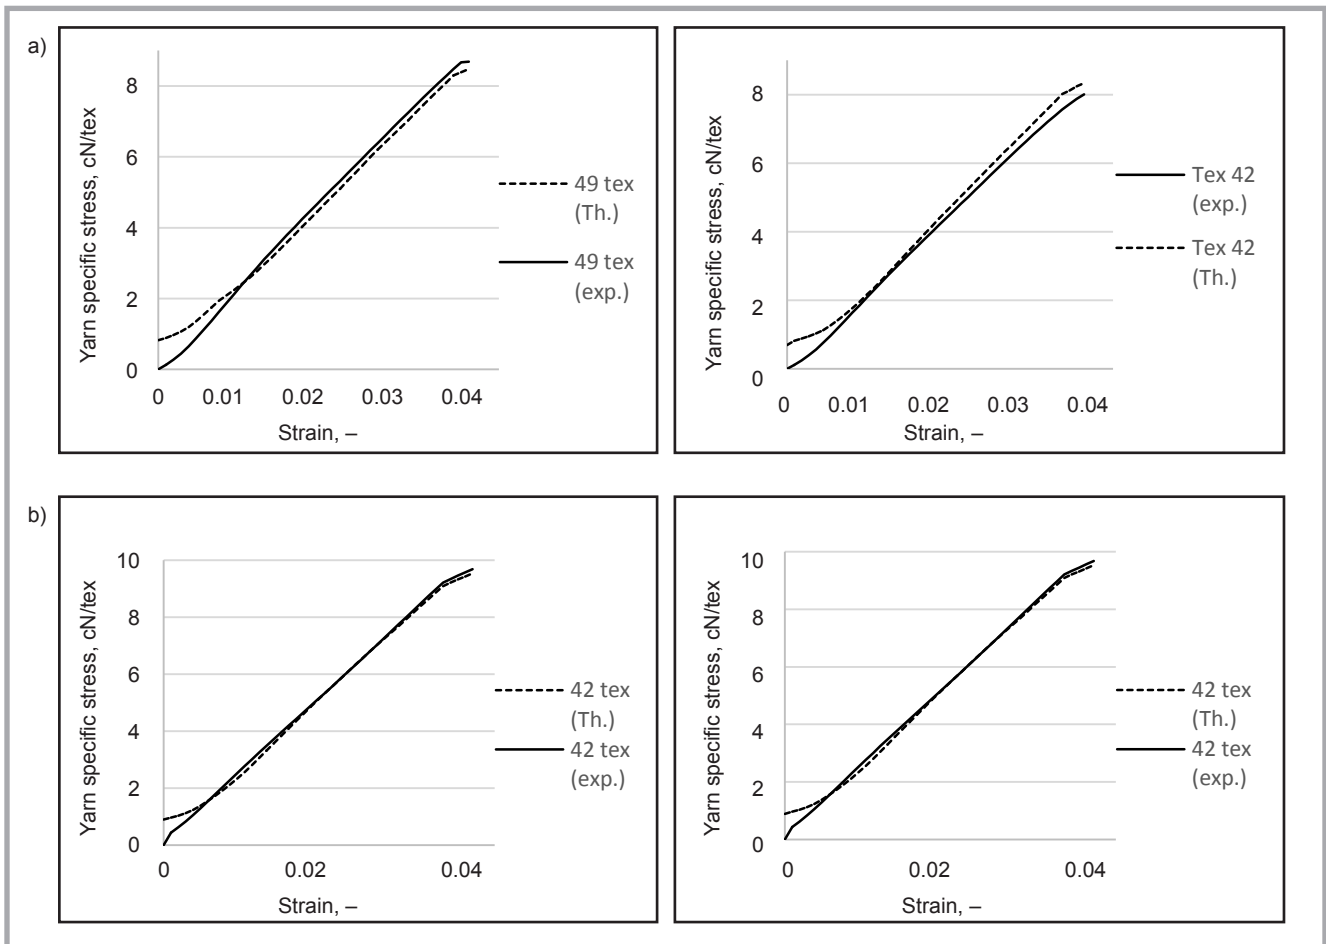 a)
Yarn specific stress, cN/tex
8
6
4
2
0
0 0.01 0.02 0.03 0.04
Strain, –
49 tex
(Th.)
49 tex
(exp.)
Yarn specific stress, cN/tex
8
6
4
2
0
0 0.01 0.02 0.03 0.04
Strain, –
Tex 42
(exp.)
Tex 42
(Th.)
b)
Yarn specific stress, cN/tex
10
8
6
4
2
0
0 0.02 0.04
Strain, –
42 tex
(Th.)
42 tex
(exp.)
Yarn specific stress, cN/tex
10
8
6
4
2
0
0 0.02 0.04
Strain, –
42 tex
(Th.)
42 tex
(exp.)